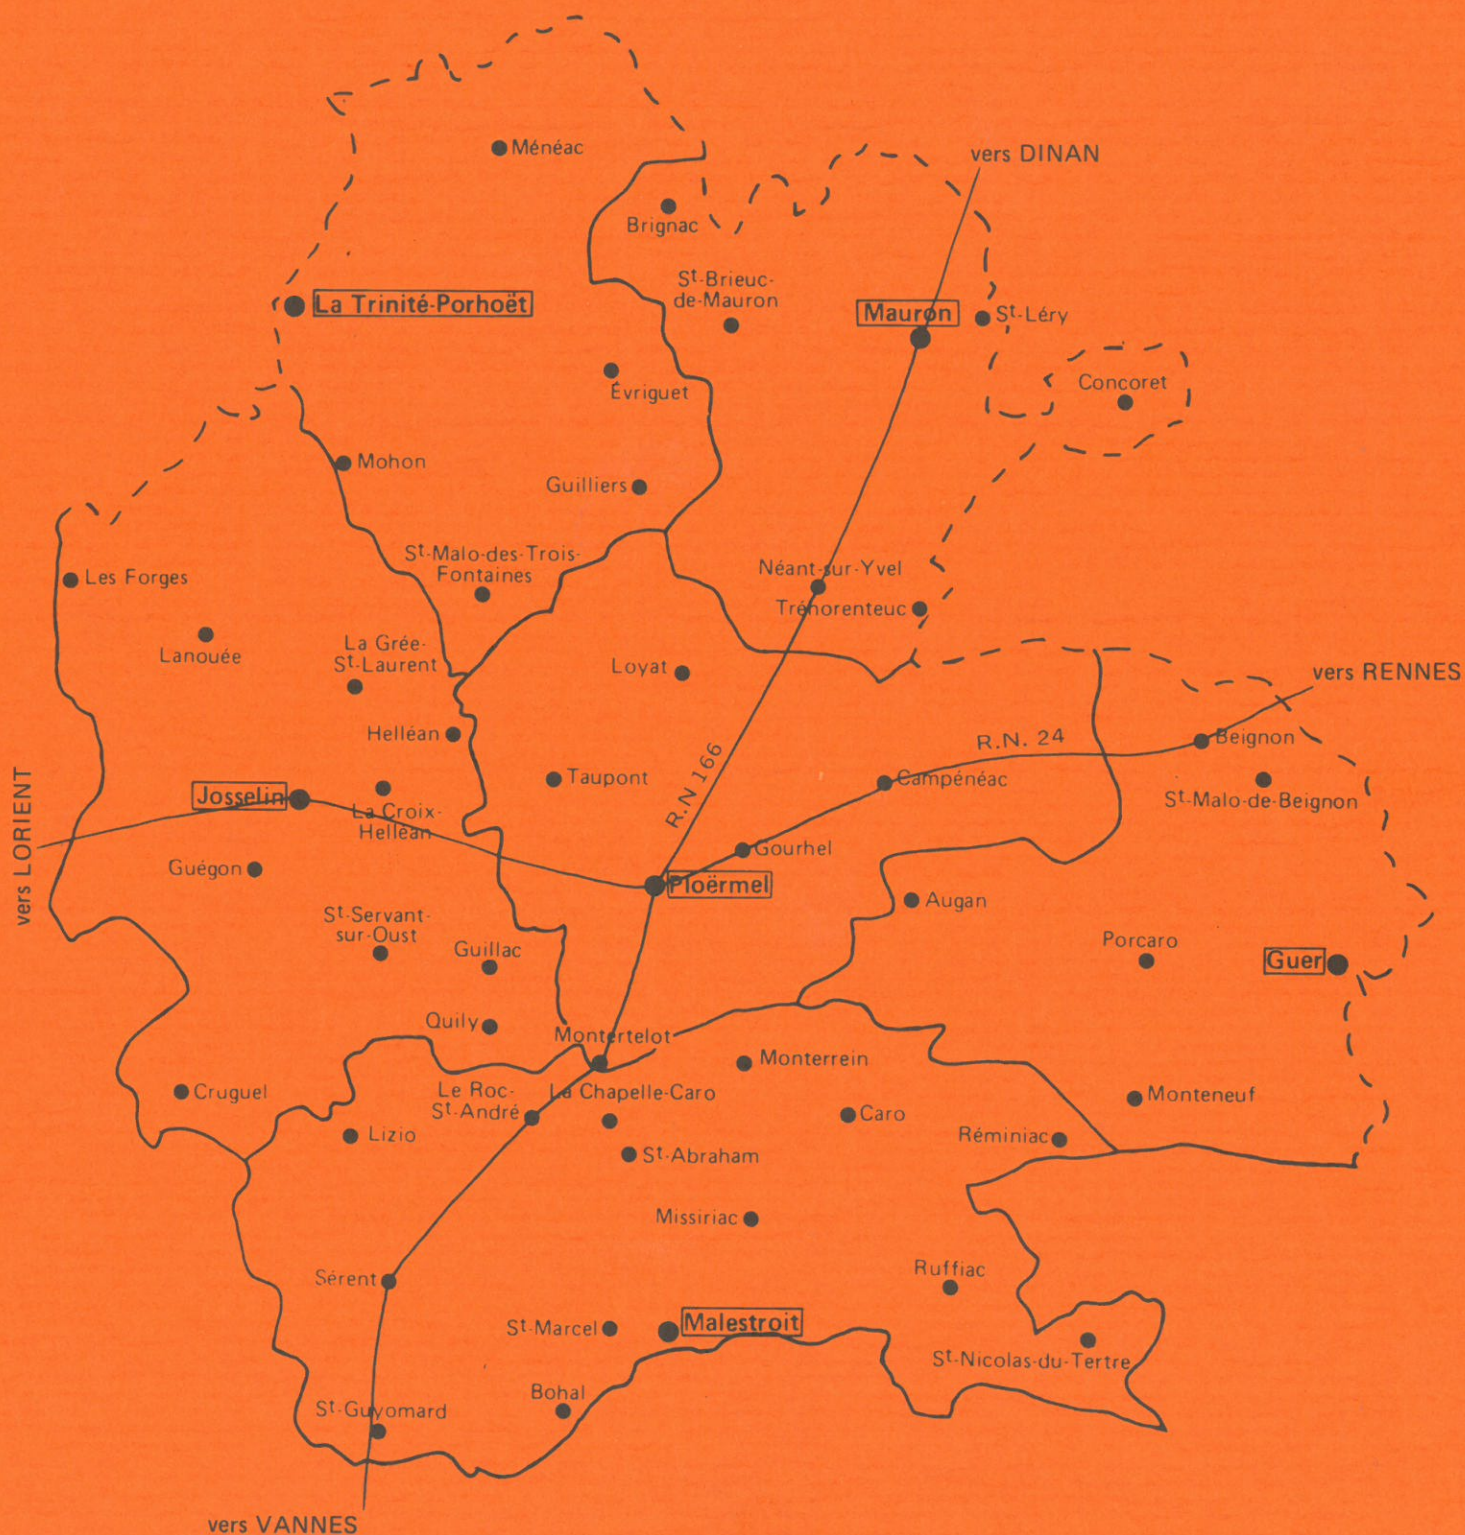 Ménéac
vers DINAN
Brignac
St-Brieuc-
de-Mauron
La Trinité-Porhoët
Mauron
St-Léry
Évriguet
Concoret
Mohon
Guilliers
St-Malo-des-Trois-
Fontaines
Les Forges
Néant-sur-Yvel
Tréhorenteuc
Lanouée
La Grée-
St-Laurent
Loyat
vers RENNES
Helléan
R.N. 24
Beignon
Taupont
R.N 166
Campénéac
St-Malo-de-Beignon
Josselin
La Croix-
Helléan
vers LORIENT
Gourhel
Guégon
Ploërmel
Augan
St-Servant-
sur-Oust
Guillac
Porcaro
Guer
Quily
Montertelot
Monterrein
Cruguel
Le Roc-
St-André
La Chapelle-Caro
Caro
Monteneuf
Lizio
Réminiac
St-Abraham
Missiriac
Sérent
Ruffiac
St-Marcel
Malestroit
St-Nicolas-du-Tertre
Bohal
St-Guyomard
vers VANNES